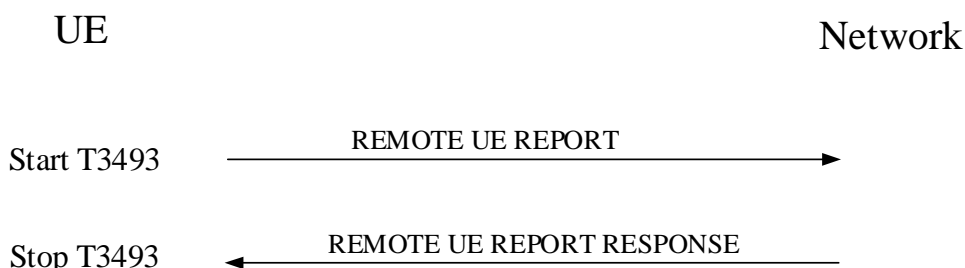 UE
Network
Start T3493
REMOTE UE REPORT
Stop T3493
REMOTE UE REPORT RESPONSE